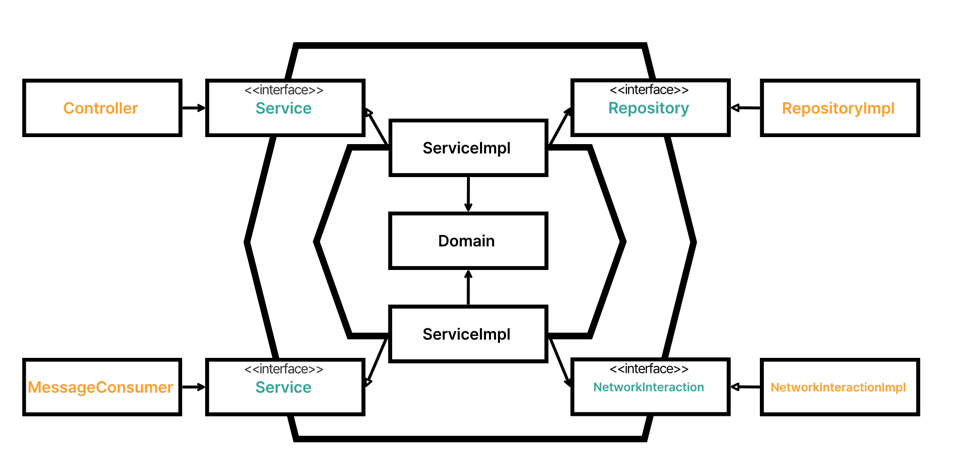 <<interface>>
Service
Controller
<<interface>>
Repository
RepositoryImpl
ServiceImpl
Domain
ServiceImpl
MessageConsumer
<<interface>>
Service
<<interface>>
NetworkInteraction
NetworkInteractionImpl